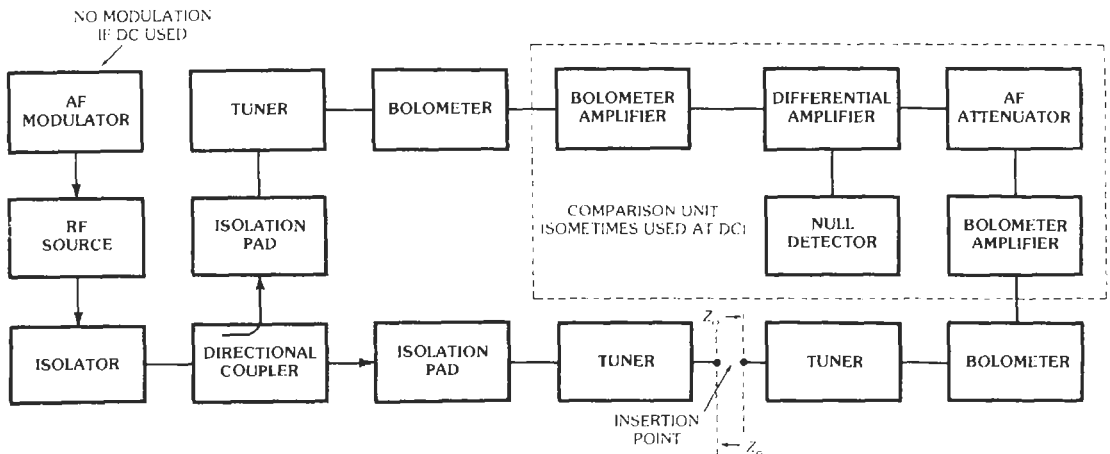 NO MODULATION
IF DC USED
AF
MODULATOR
TUNER
BOLOMETER
BOLOMETER
AMPLIFIER
DIFFERENTIAL
AMPLIFIER
AF
ATTENUATOR
RF
SOURCE
ISOLATION
PAD
COMPARISON UNIT
(SOMETIMES USED AT DC)
NULL
DETECTOR
BOLOMETER
AMPLIFIER
ISOLATOR
DIRECTIONAL
COUPLER
ISOLATION
PAD
TUNER
Z₀
TUNER
BOLOMETER
INSERTION
POINT
Z₀